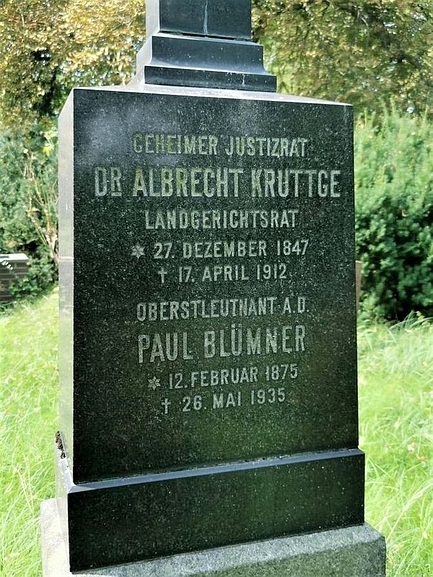 GEHEIMER JUSTIZRAT
DR ALBRECHT KRUTTGE
LANDGERICHTSRAT
* 27. DEZEMBER 1847
† 17. APRIL 1912
OBERSTLEUTNANT A.D.
PAUL BLÜMNER
* 12. FEBRUAR 1875
† 26. MAI 1935